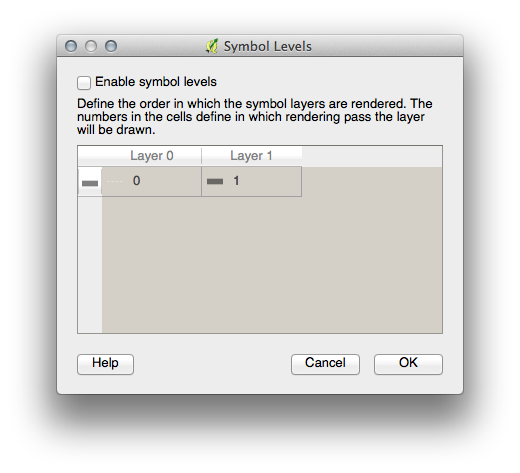 Symbol Levels
Enable symbol levels
Define the order in which the symbol layers are rendered. The
numbers in the cells define in which rendering pass the layer
will be drawn.
Layer 0 Layer 1
0 1
Help Cancel OK